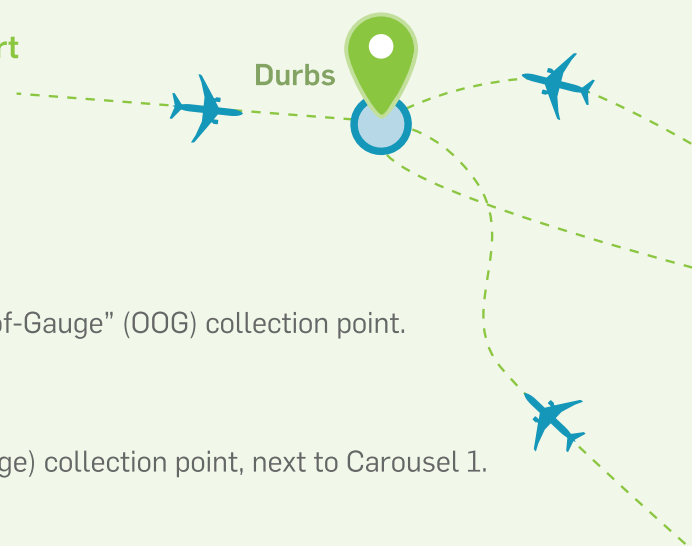 rt
Durbs
of-Gauge” (OOG) collection point.
ge) collection point, next to Carousel 1.